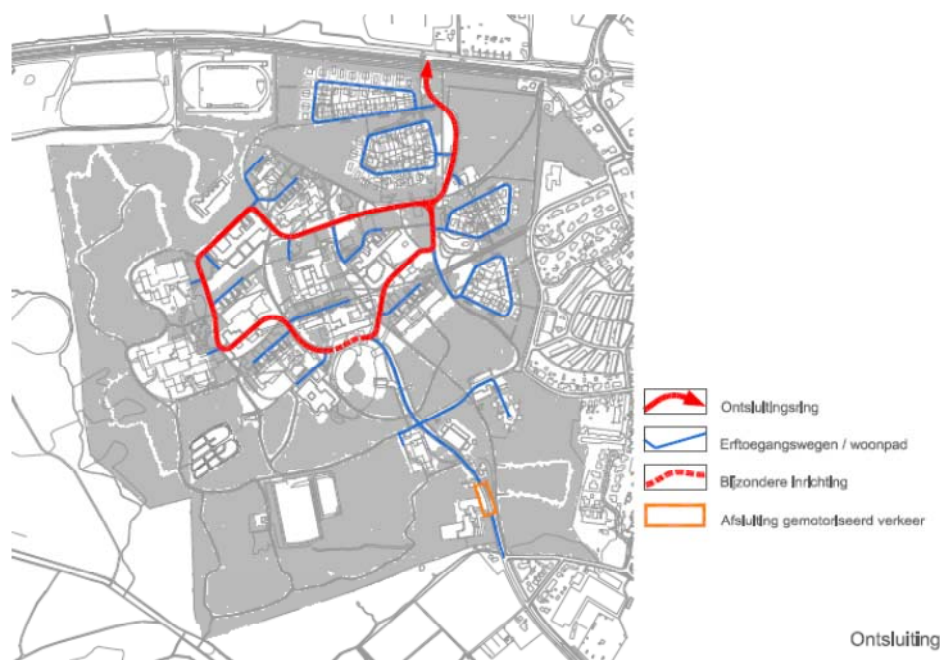 Ontsluitingsring
Erftoegangswegen / woonpad
Bijzondere inrichting
Afsluiting gemotoriseerd verkeer
Ontsluiting